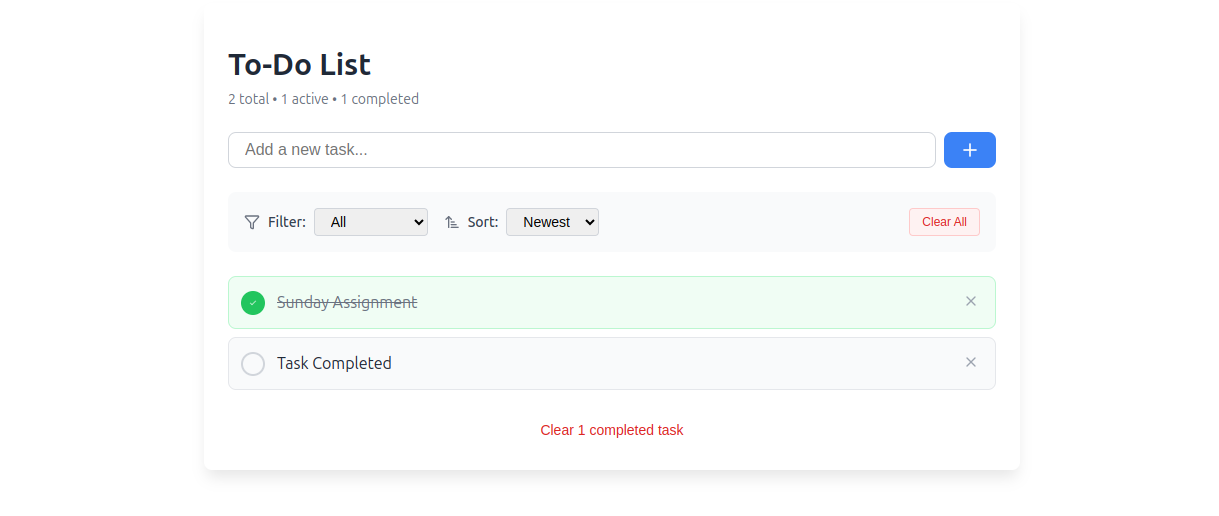 To-Do List
2 total • 1 active • 1 completed
Add a new task...
Filter: All Sort: Newest Clear All
Sunday Assignment
Task Completed
Clear 1 completed task